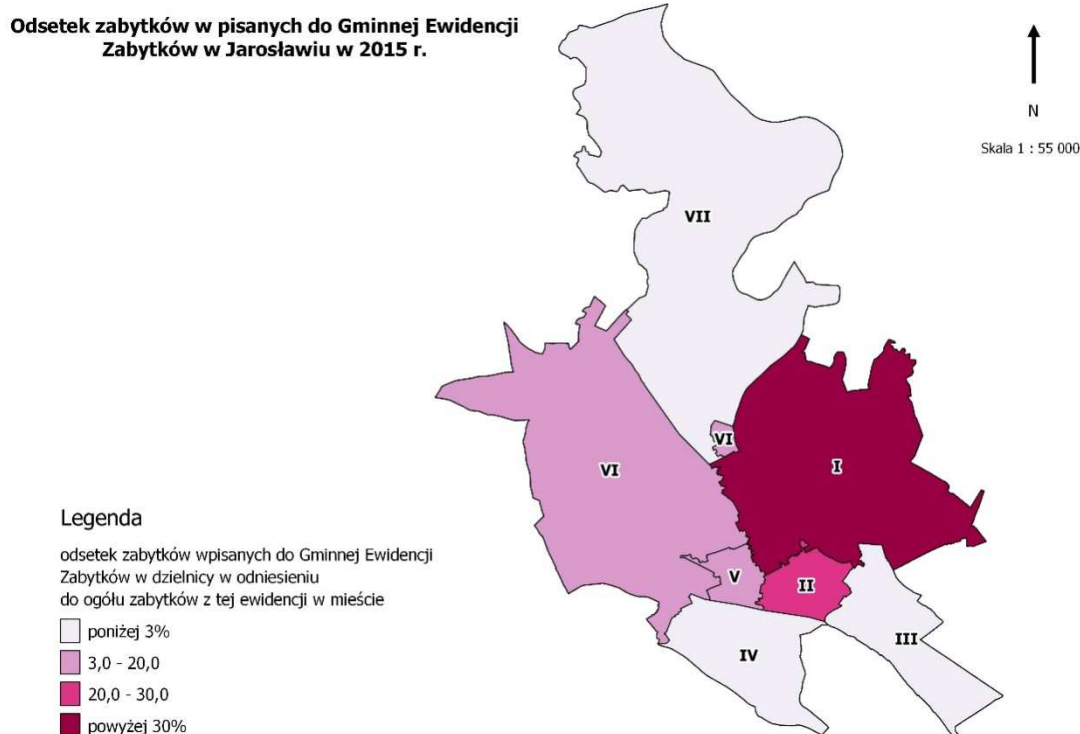 Odsetek zabytków w pisanych do Gminnej Ewidencji
Zabytków w Jarosławiu w 2015 r.
N
Skala 1 : 55 000
VII
VI
VI
I
V
II
III
IV
Legenda
odsetek zabytków wpisanych do Gminnej Ewidencji
Zabytków w dzielnicy w odniesieniu
do ogółu zabytków z tej ewidencji w mieście
poniżej 3%
3,0 - 20,0
20,0 - 30,0
powyżej 30%